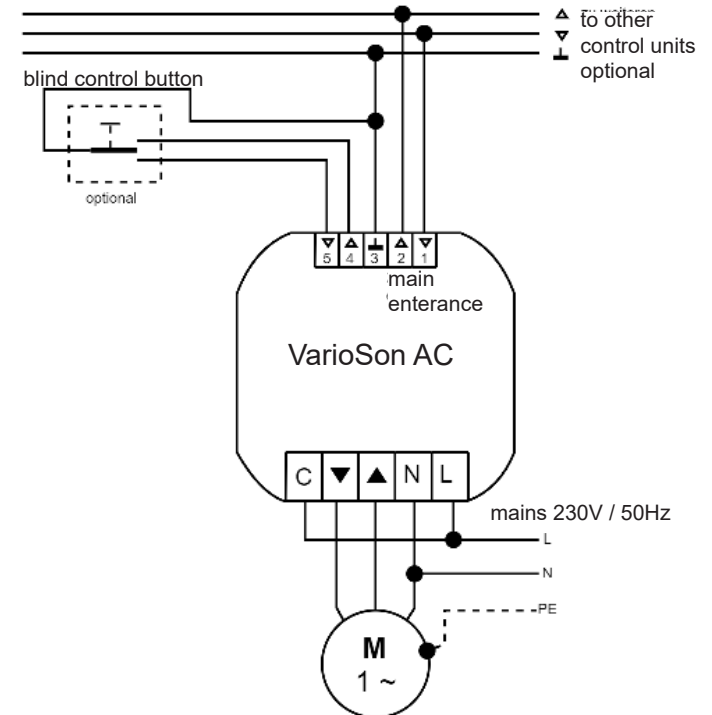 △ to other
▽ control units
⊥ optional
blind control button
optional
▽ △ ⊥ △ ▽
5 4 3 2 1
main
enterance
VarioSon AC
C ▼ ▲ N L
mains 230V / 50Hz
L
N
PE
M
1 ~